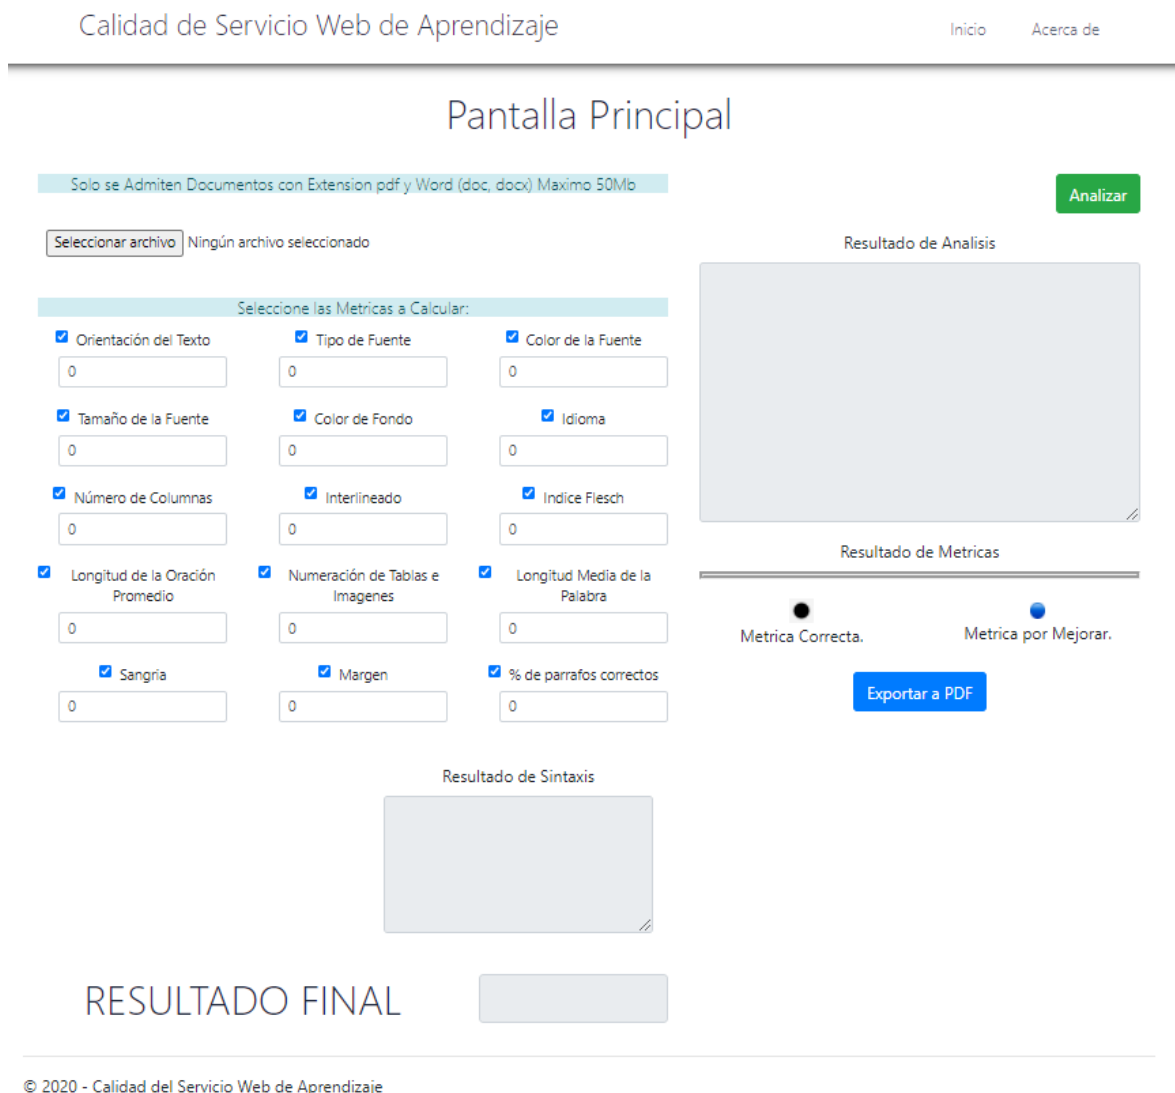 Calidad de Servicio Web de Aprendizaje
Inicio Acerca de
Pantalla Principal
Solo se Admiten Documentos con Extension pdf y Word (doc, docx) Maximo 50Mb
Analizar
Seleccionar archivo Ningún archivo seleccionado
Resultado de Analisis
Seleccione las Metricas a Calcular:
Orientación del Texto Tipo de Fuente Color de la Fuente
0 0 0
Tamaño de la Fuente Color de Fondo Idioma
0 0 0
Número de Columnas Interlineado Indice Flesch
0 0 0
Longitud de la Oración Promedio
Numeración de Tablas e Imagenes
Longitud Media de la Palabra
0 0 0
Sangria Margen % de parrafos correctos
0 0 0
Resultado de Metricas
Metrica Correcta. Metrica por Mejorar.
Exportar a PDF
Resultado de Sintaxis
RESULTADO FINAL
© 2020 - Calidad del Servicio Web de Aprendizaje